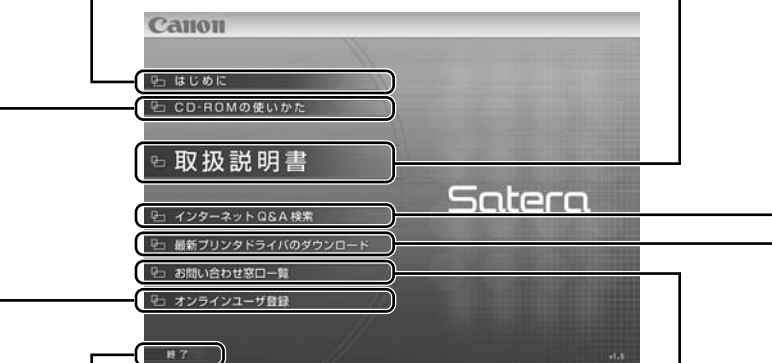 Canon
はじめに
CD-ROMの使いかた
取扱説明書
Satera
インターネットQ&A検索
最新プリンタドライバのダウンロード
お問い合わせ窓口一覧
オンラインユーザ登録
終了
v1.0